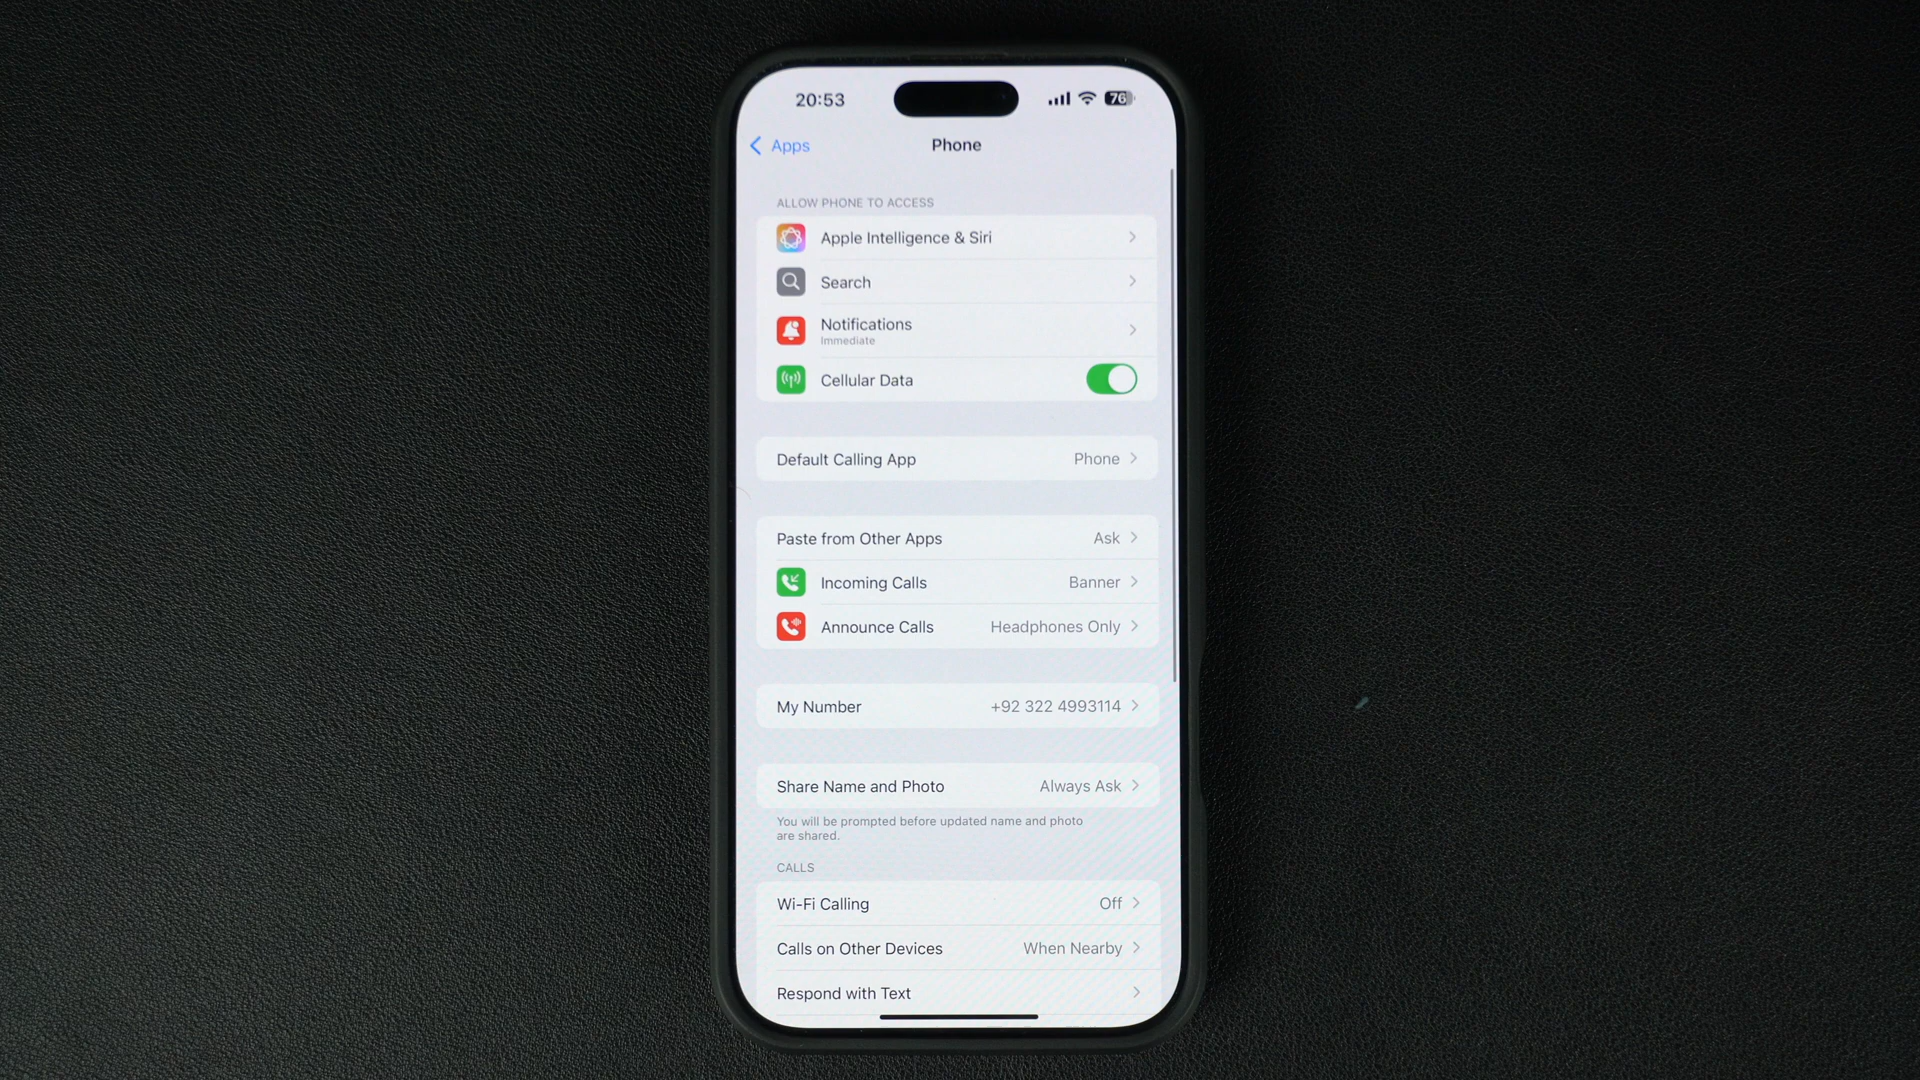 20:53 76
Apps Phone
ALLOW PHONE TO ACCESS
Apple Intelligence & Siri
Search
Notifications
Immediate
Cellular Data
Default Calling App Phone
Paste from Other Apps Ask
Incoming Calls Banner
Announce Calls Headphones Only
My Number +92 322 4993114
Share Name and Photo Always Ask
You will be prompted before updated name and photo
are shared.
CALLS
Wi-Fi Calling Off
Calls on Other Devices When Nearby
Respond with Text